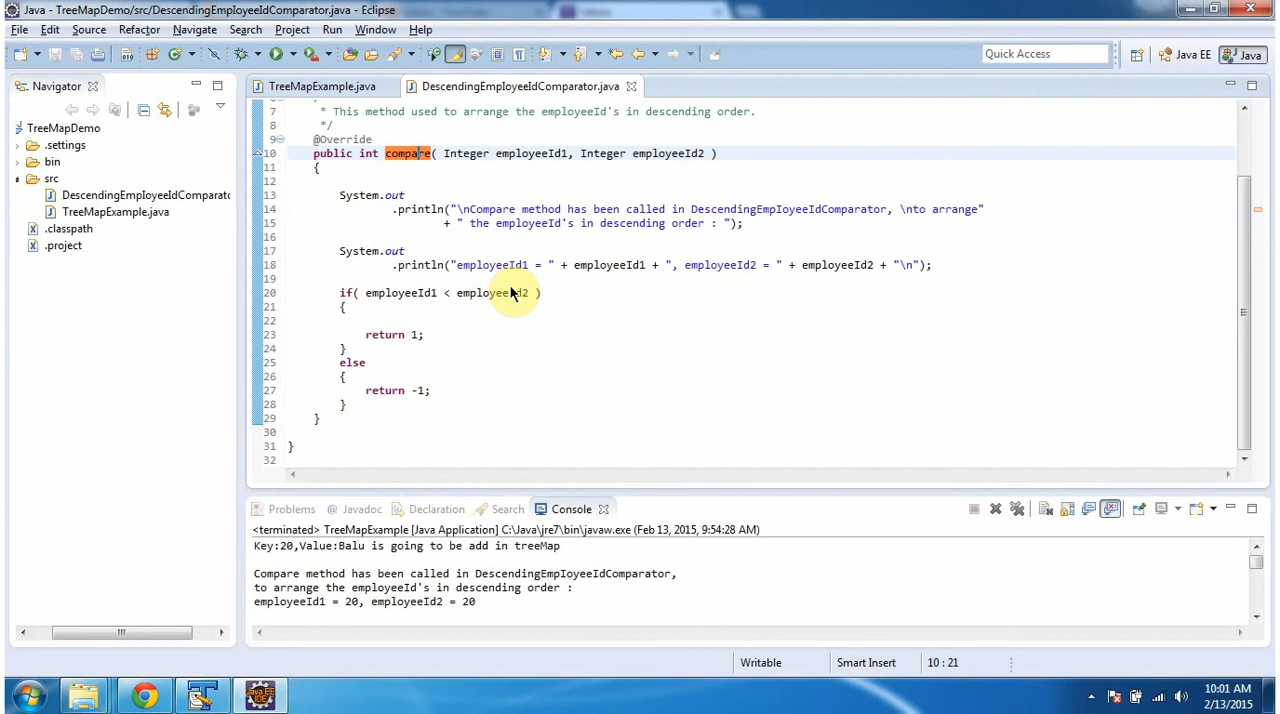 Java - TreeMapDemo/src/DescendingEmployeeIdComparator.java - Eclipse
File Edit Source Refactor Navigate Search Project Run Window Help
Quick Access
Java EE
Java
Navigator
TreeMapExample.java
DescendingEmployeeIdComparator.java
TreeMapDemo
.settings
bin
src
DescendingEmpIoyeeIdComparato
TreeMapExample.java
.classpath
.project
7 * This method used to arrange the employeeId's in descending order.
8 */
9 @Override
10 public int compare( Integer employeeId1, Integer employeeId2 )
11 {
12
13 System.out
14 .println("\nCompare method has been called in DescendingEmpIoyeeIdComparator, \nto arrange"
15 + " the employeeId's in descending order : ");
16
17 System.out
18 .println("employeeId1 = " + employeeId1 + ", employeeId2 = " + employeeId2 + "\n");
19
20 if( employeeId1 < employeeId2 )
21 {
22
23 return 1;
24 }
25 else
26 {
27 return -1;
28 }
29 }
30
31 }
32
Problems Javadoc Declaration Search Console
<terminated> TreeMapExample [Java Application] C:\Java\jre7\bin\javaw.exe (Feb 13, 2015, 9:54:28 AM)
Key:20,Value:Balu is going to be add in treeMap
Compare method has been called in DescendingEmpIoyeeIdComparator,
to arrange the employeeId's in descending order :
employeeId1 = 20, employeeId2 = 20
Writable
Smart Insert
10 : 21
10:01 AM
2/13/2015